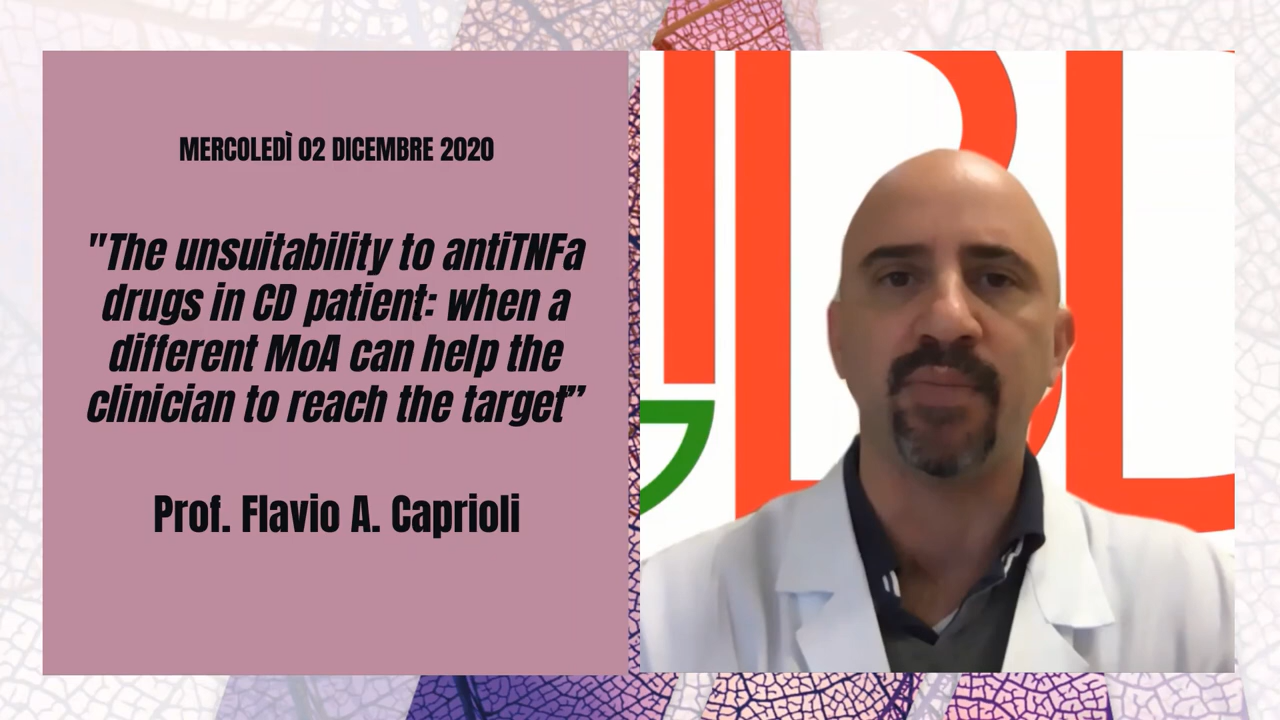 MERCOLEDÌ 02 DICEMBRE 2020
"The unsuitability to antiTNFa
drugs in CD patient: when a
different MoA can help the
clinician to reach the target”
Prof. Flavio A. Caprioli